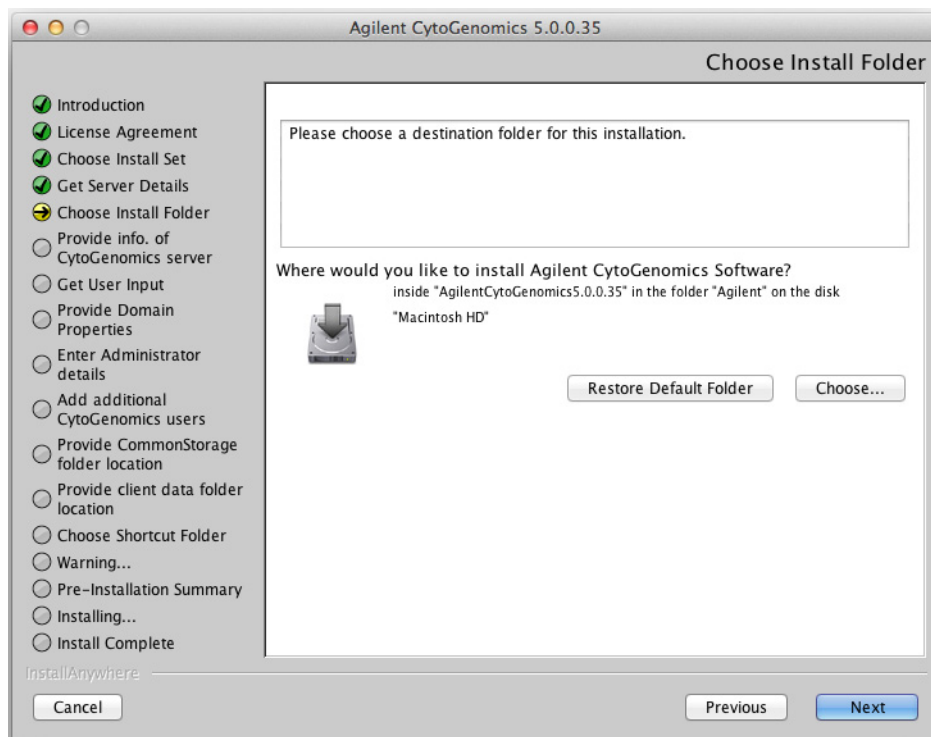 Agilent CytoGenomics 5.0.0.35
Choose Install Folder
Introduction
License Agreement
Choose Install Set
Get Server Details
Choose Install Folder
Provide info. of
CytoGenomics server
Get User Input
Provide Domain
Properties
Enter Administrator
details
Add additional
CytoGenomics users
Provide CommonStorage
folder location
Provide client data folder
location
Choose Shortcut Folder
Warning...
Pre-Installation Summary
Installing...
Install Complete
Please choose a destination folder for this installation.
Where would you like to install Agilent CytoGenomics Software?
inside "AgilentCytoGenomics5.0.0.35" in the folder "Agilent" on the disk
"Macintosh HD"
Restore Default Folder
Choose...
InstallAnywhere
Cancel
Previous
Next